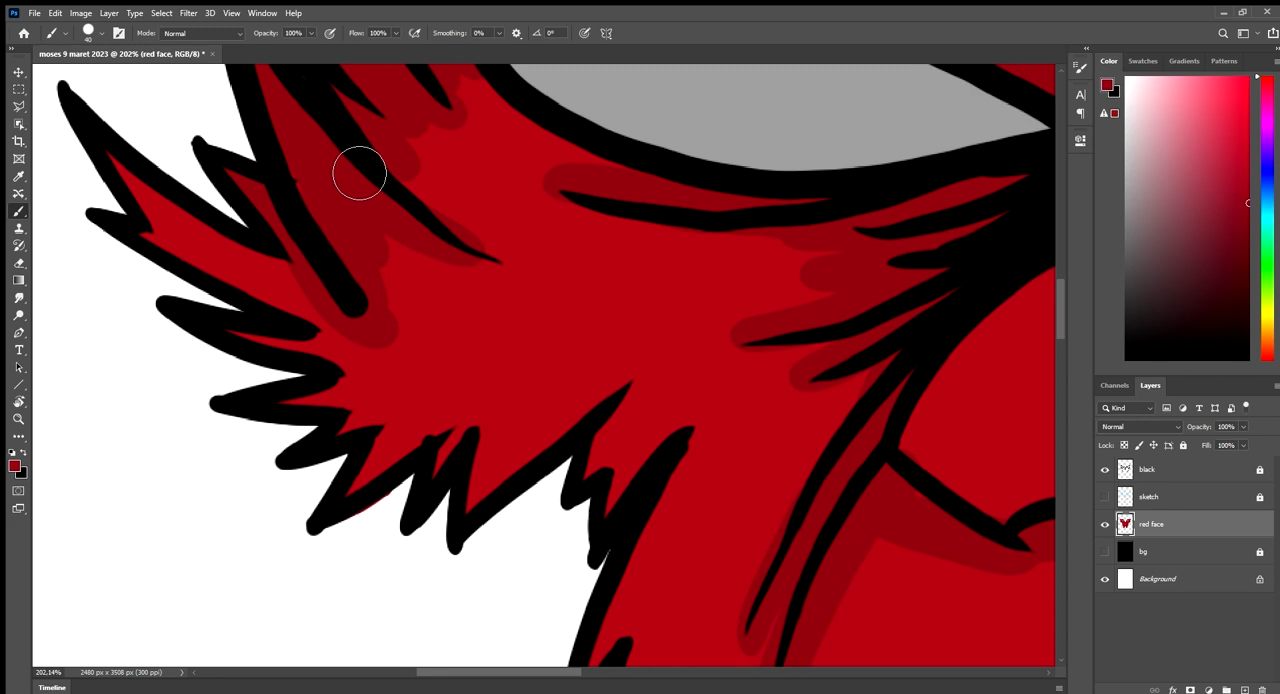 Ps File Edit Image Layer Type Select Filter 3D View Window Help
40 Mode: Normal Opacity: 100% Flow: 100% Smoothing: 0% 0°
moses 9 maret 2023 @ 202% (red face, RGB/8) *
Color Swatches Gradients Patterns
Channels Layers
Kind
Normal Opacity: 100%
Lock: Fill: 100%
black
sketch
red face
bg
Background
202,14% 2480 px x 3508 px (300 ppi)
Timeline
fx